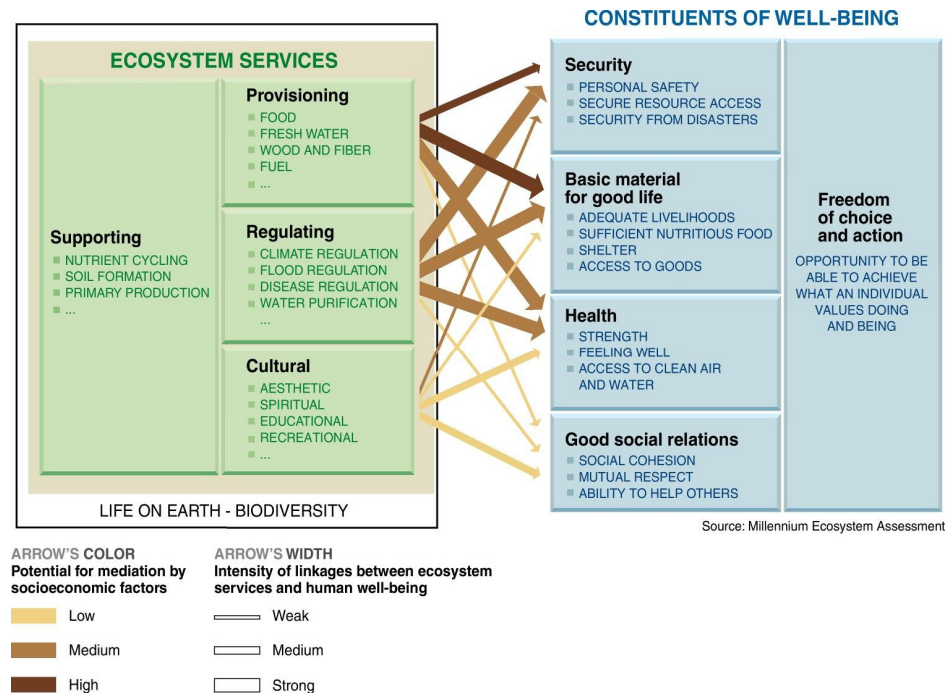 CONSTITUENTS OF WELL-BEING
ECOSYSTEM SERVICES
Supporting
NUTRIENT CYCLING
SOIL FORMATION
PRIMARY PRODUCTION
...
Provisioning
FOOD
FRESH WATER
WOOD AND FIBER
FUEL
...
Regulating
CLIMATE REGULATION
FLOOD REGULATION
DISEASE REGULATION
WATER PURIFICATION
...
Cultural
AESTHETIC
SPIRITUAL
EDUCATIONAL
RECREATIONAL
...
LIFE ON EARTH - BIODIVERSITY
Security
PERSONAL SAFETY
SECURE RESOURCE ACCESS
SECURITY FROM DISASTERS
Basic material
for good life
ADEQUATE LIVELIHOODS
SUFFICIENT NUTRITIOUS FOOD
SHELTER
ACCESS TO GOODS
Health
STRENGTH
FEELING WELL
ACCESS TO CLEAN AIR
AND WATER
Good social relations
SOCIAL COHESION
MUTUAL RESPECT
ABILITY TO HELP OTHERS
Freedom
of choice
and action
OPPORTUNITY TO BE
ABLE TO ACHIEVE
WHAT AN INDIVIDUAL
VALUES DOING
AND BEING
Source: Millennium Ecosystem Assessment
ARROW'S COLOR
Potential for mediation by
socioeconomic factors
Low
Medium
High
ARROW'S WIDTH
Intensity of linkages between ecosystem
services and human well-being
Weak
Medium
Strong